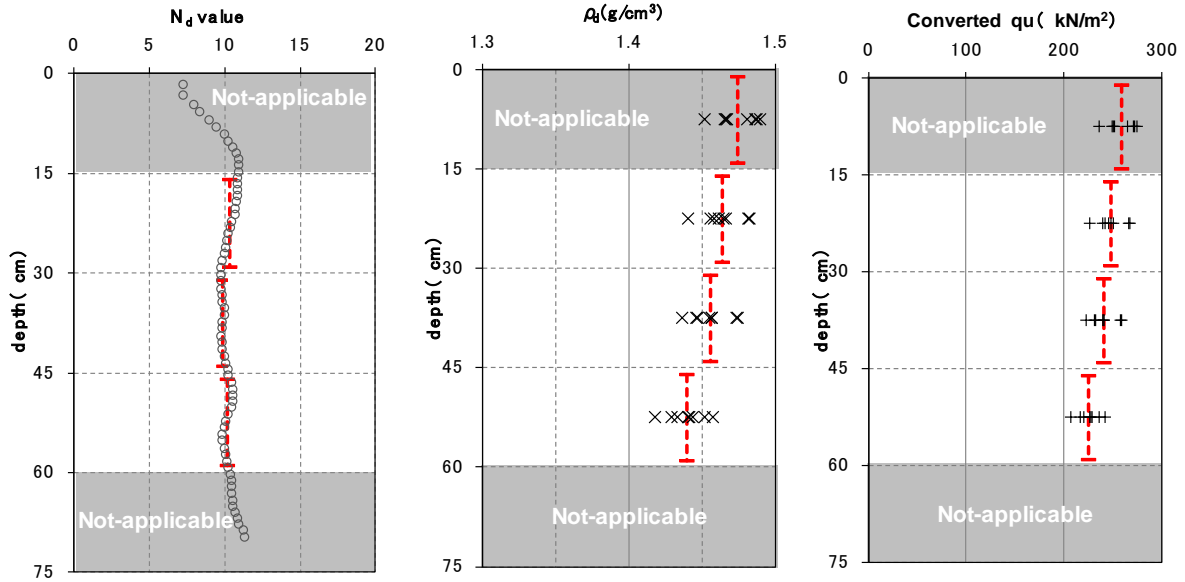 N_d value
0 5 10 15 20
depth( cm)
0
15
30
45
60
75
Not-applicable
Not-applicable
ρ_d(g/cm³)
1.3 1.4 1.5
depth( cm)
0
15
30
45
60
75
Not-applicable
Not-applicable
Converted qu( kN/m²)
0 100 200 300
depth( cm)
0
15
30
45
60
75
Not-applicable
Not-applicable